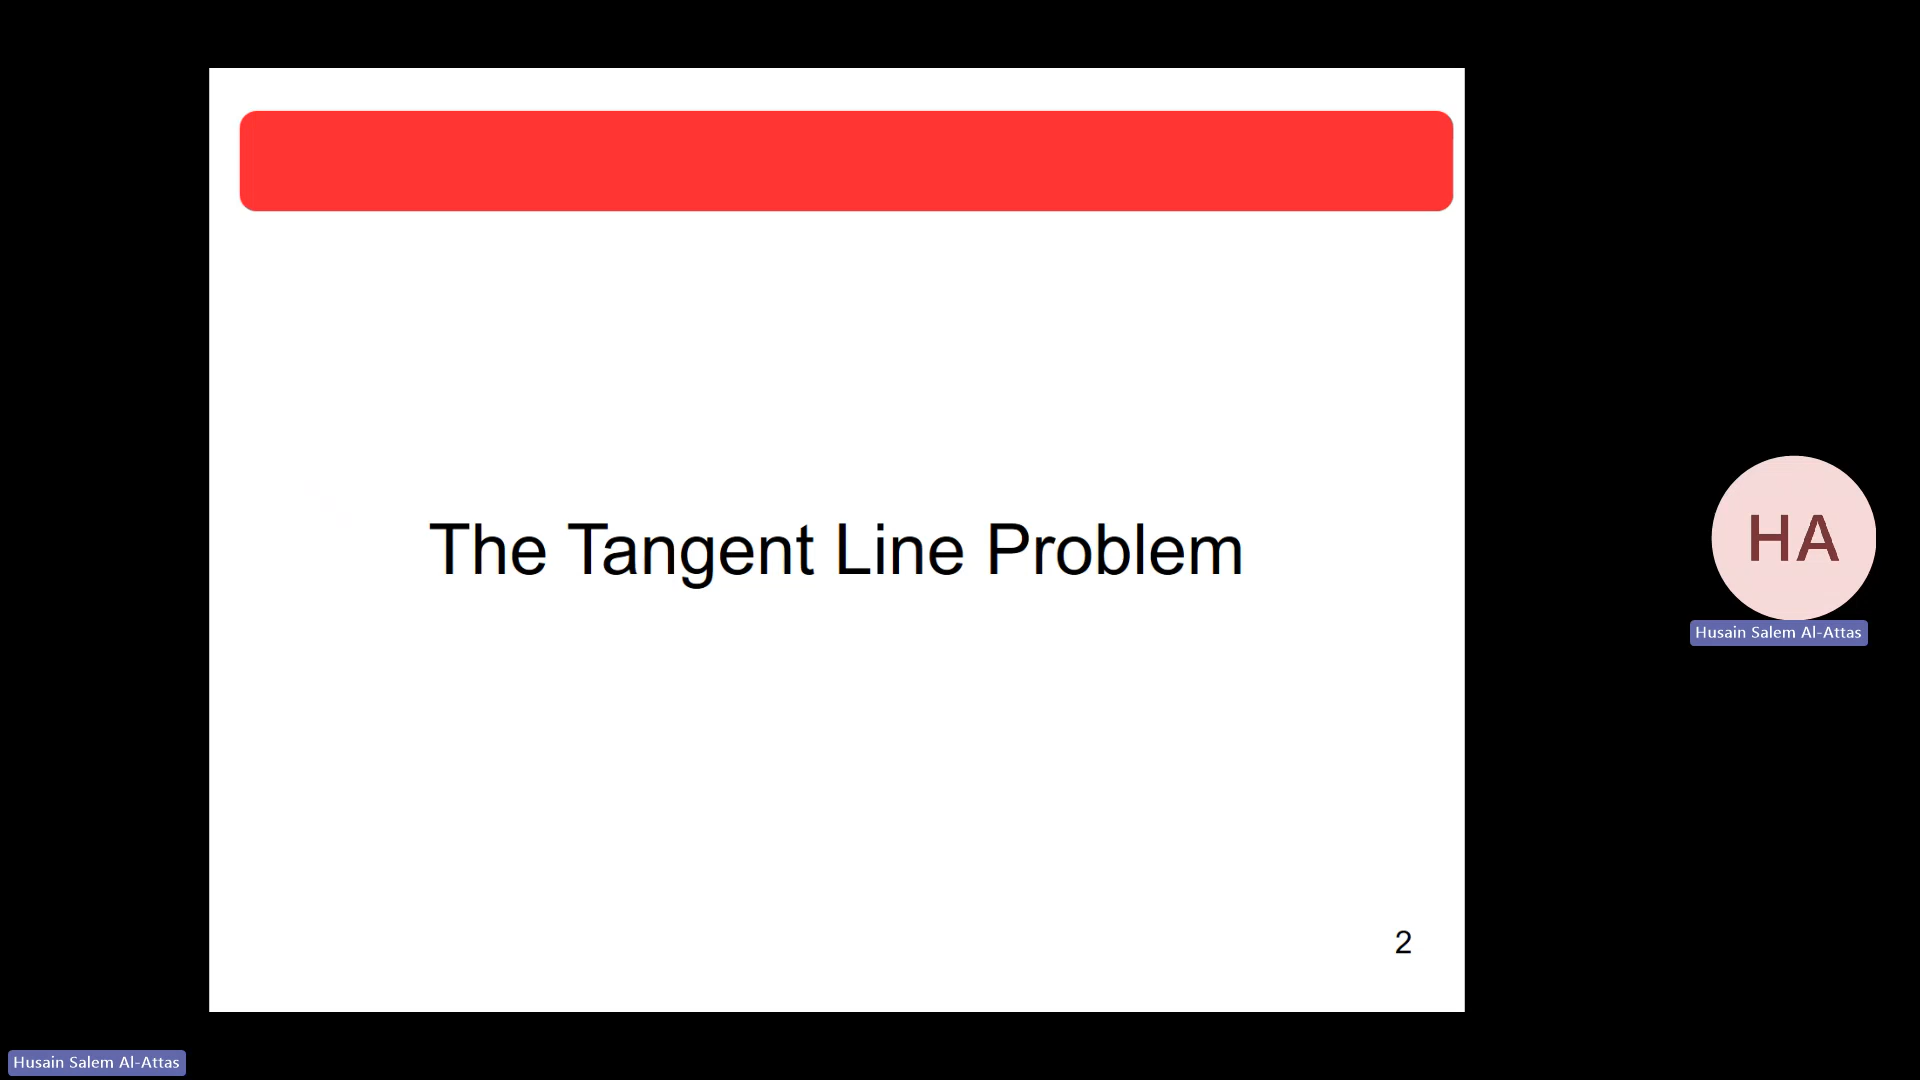 The Tangent Line Problem
HA
Husain Salem Al-Attas
2
Husain Salem Al-Attas